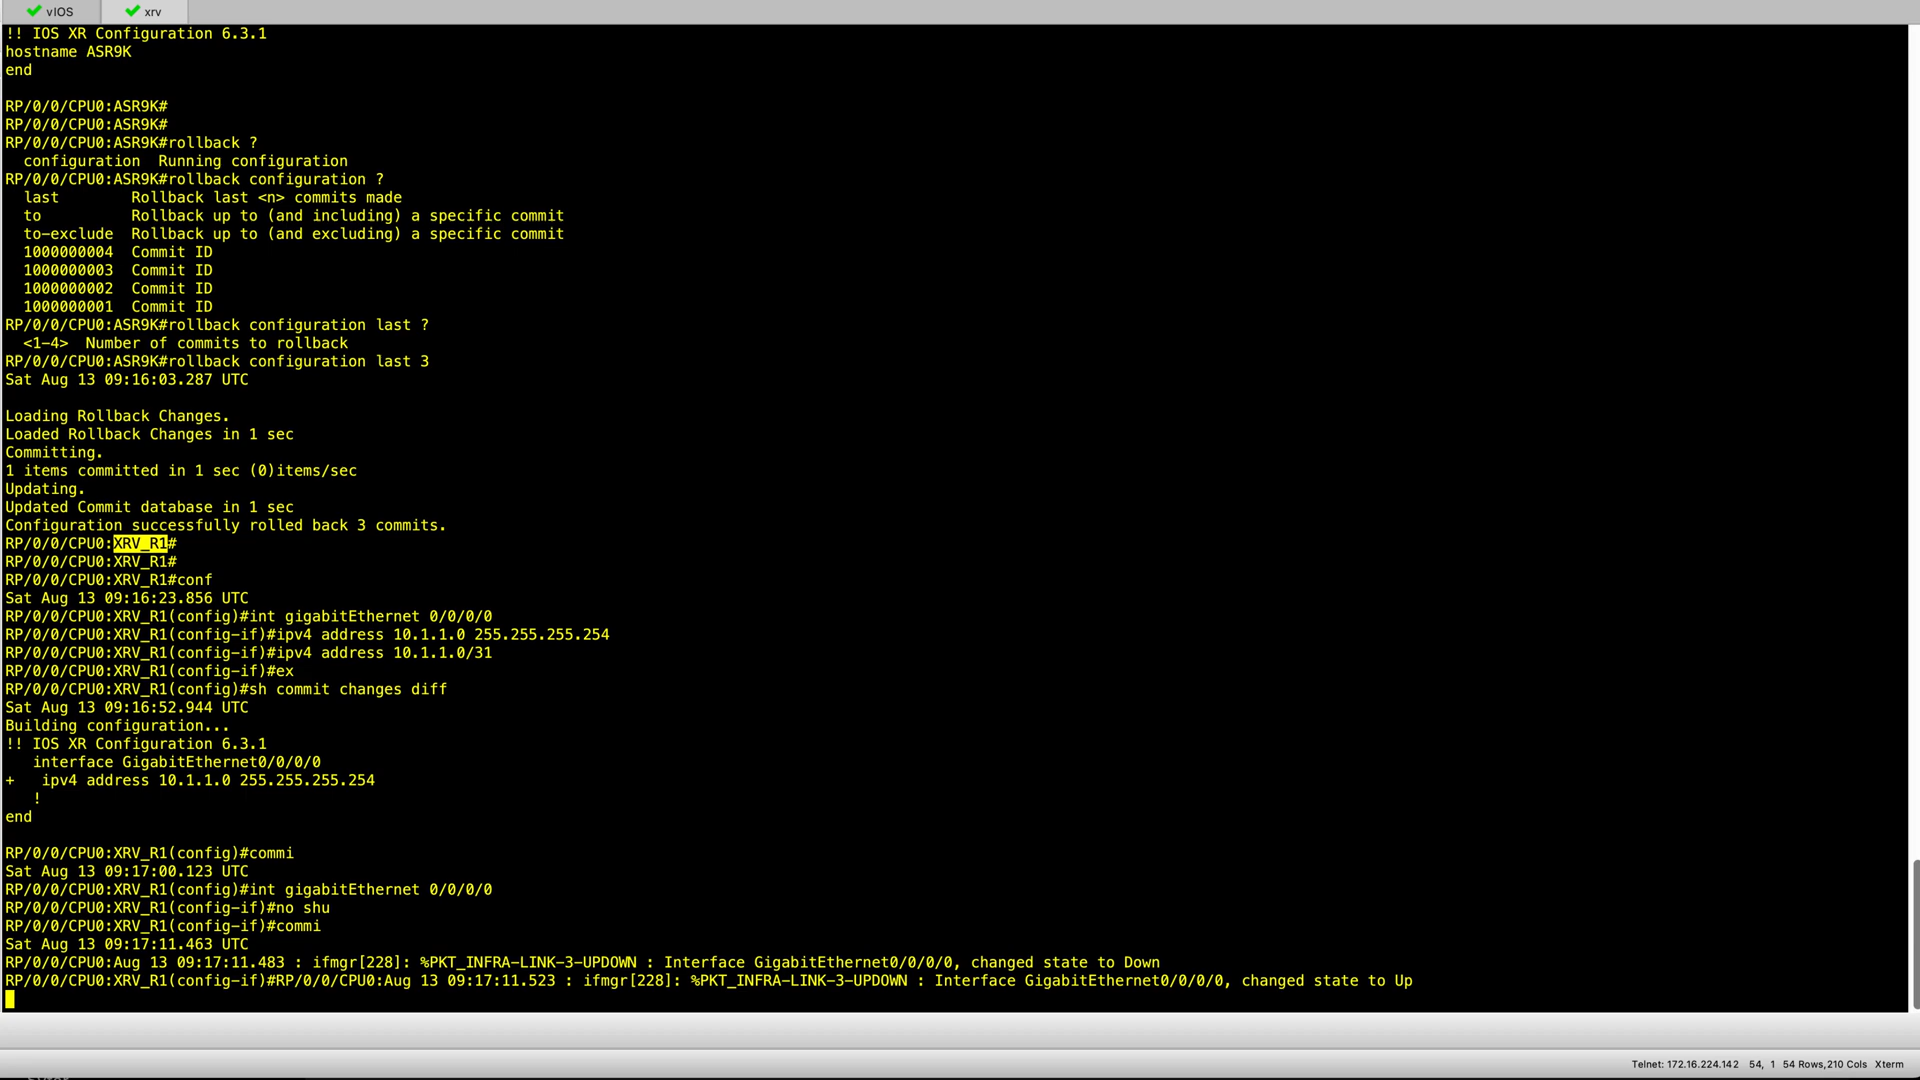 vIOS
xrv
!! IOS XR Configuration 6.3.1
hostname ASR9K
end
RP/0/0/CPU0:ASR9K#
RP/0/0/CPU0:ASR9K#
RP/0/0/CPU0:ASR9K#rollback ?
  configuration  Running configuration
RP/0/0/CPU0:ASR9K#rollback configuration ?
  last        Rollback last <n> commits made
  to          Rollback up to (and including) a specific commit
  to-exclude  Rollback up to (and excluding) a specific commit
  1000000004  Commit ID
  1000000003  Commit ID
  1000000002  Commit ID
  1000000001  Commit ID
RP/0/0/CPU0:ASR9K#rollback configuration last ?
  <1-4>  Number of commits to rollback
RP/0/0/CPU0:ASR9K#rollback configuration last 3
Sat Aug 13 09:16:03.287 UTC
Loading Rollback Changes.
Loaded Rollback Changes in 1 sec
Committing.
1 items committed in 1 sec (0)items/sec
Updating.
Updated Commit database in 1 sec
Configuration successfully rolled back 3 commits.
RP/0/0/CPU0:XRV_R1#
RP/0/0/CPU0:XRV_R1#
RP/0/0/CPU0:XRV_R1#conf
Sat Aug 13 09:16:23.856 UTC
RP/0/0/CPU0:XRV_R1(config)#int gigabitEthernet 0/0/0/0
RP/0/0/CPU0:XRV_R1(config-if)#ipv4 address 10.1.1.0 255.255.255.254
RP/0/0/CPU0:XRV_R1(config-if)#ipv4 address 10.1.1.0/31
RP/0/0/CPU0:XRV_R1(config-if)#ex
RP/0/0/CPU0:XRV_R1(config)#sh commit changes diff
Sat Aug 13 09:16:52.944 UTC
Building configuration...
!! IOS XR Configuration 6.3.1
   interface GigabitEthernet0/0/0/0
+   ipv4 address 10.1.1.0 255.255.255.254
   !
end
RP/0/0/CPU0:XRV_R1(config)#commi
Sat Aug 13 09:17:00.123 UTC
RP/0/0/CPU0:XRV_R1(config)#int gigabitEthernet 0/0/0/0
RP/0/0/CPU0:XRV_R1(config-if)#no shu
RP/0/0/CPU0:XRV_R1(config-if)#commi
Sat Aug 13 09:17:11.463 UTC
RP/0/0/CPU0:Aug 13 09:17:11.483 : ifmgr[228]: %PKT_INFRA-LINK-3-UPDOWN : Interface GigabitEthernet0/0/0/0, changed state to Down
RP/0/0/CPU0:XRV_R1(config-if)#RP/0/0/CPU0:Aug 13 09:17:11.523 : ifmgr[228]: %PKT_INFRA-LINK-3-UPDOWN : Interface GigabitEthernet0/0/0/0, changed state to Up
Telnet: 172.16.224.142   54, 1   54 Rows,210 Cols   Xterm